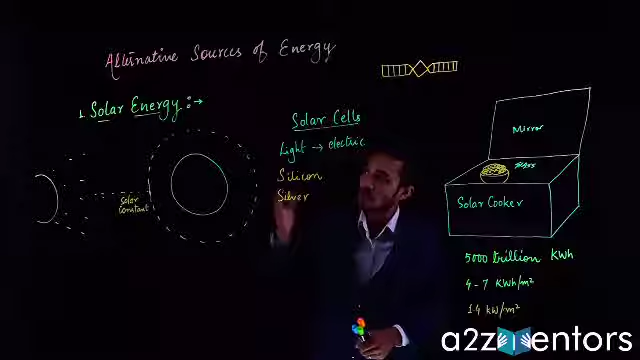 Alternative Sources of Energy
1. Solar Energy :→
Solar Constant
Solar Cells
Light → electric
Silicon
Silver
Mirror
Solar Cooker
5000 trillion KWh
4-7 KWh/m²
1.4 kW/m²
a2zmentors